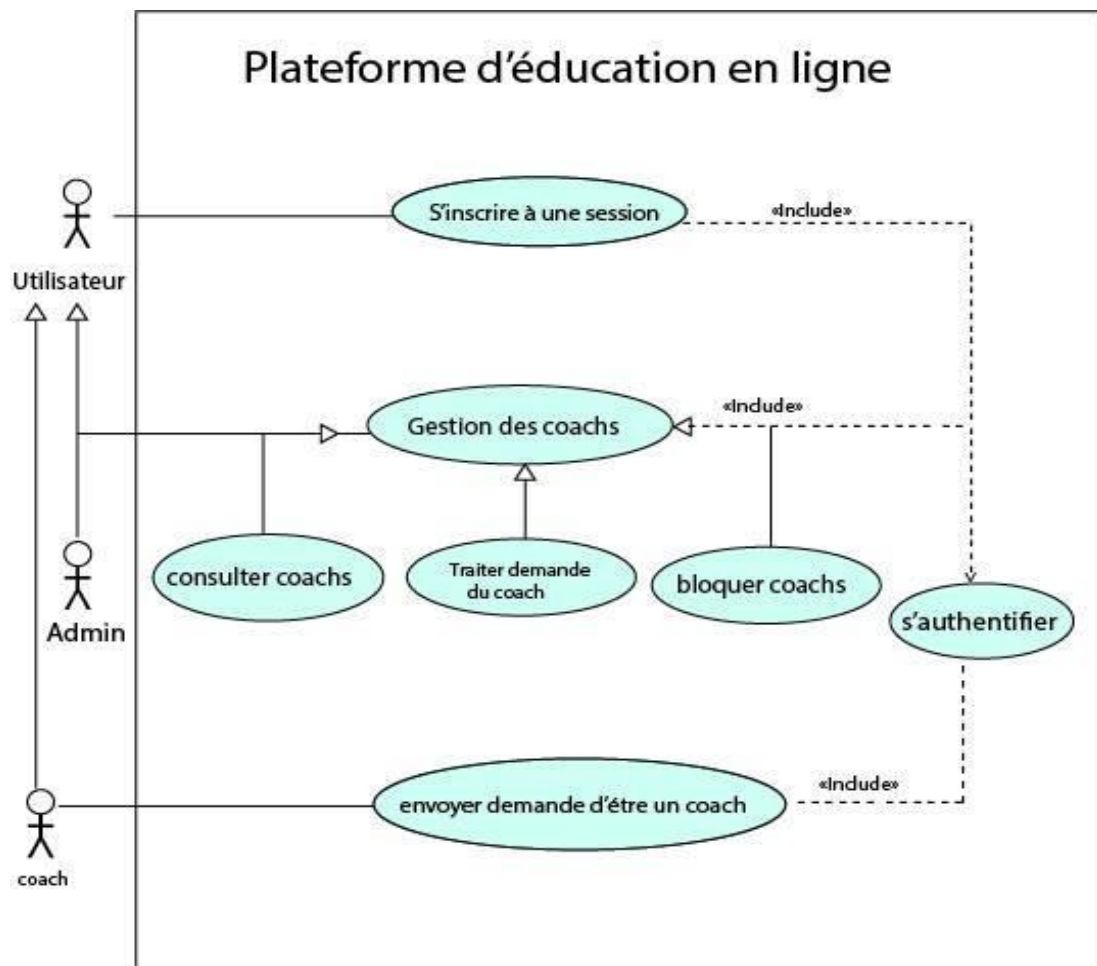 Plateforme d'éducation en ligne
S'inscrire à une session
«Include»
Utilisateur
«Include»
Gestion des coachs
consulter coachs
Traiter demande
du coach
bloquer coachs
s'authentifier
Admin
«Include»
envoyer demande d'étre un coach
coach